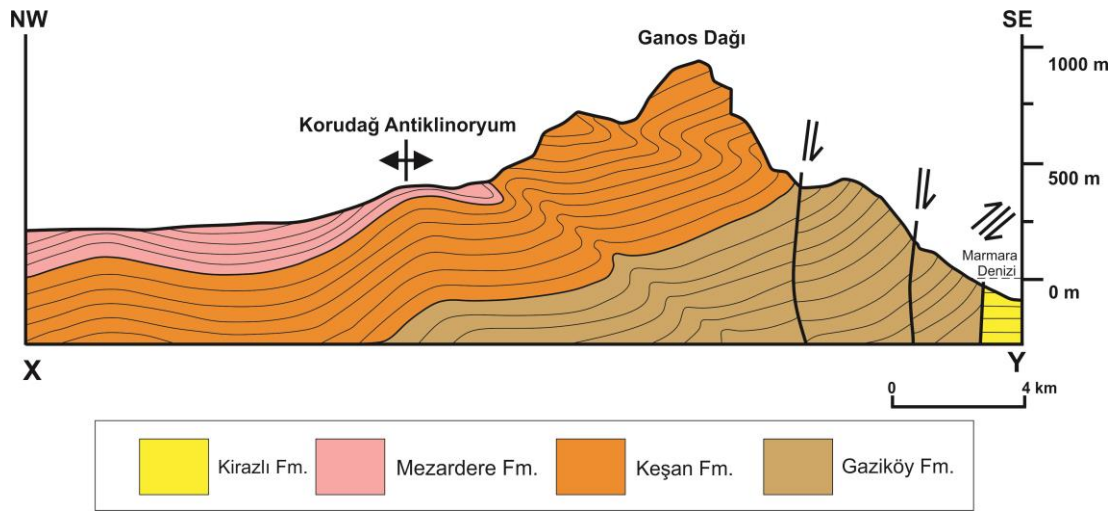 NW
SE
Ganos Dağı
1000 m
Korudağ Antiklinoryum
500 m
Marmara
Denizi
0 m
X
Y
0
4 km
Kirazlı Fm.
Mezardere Fm.
Keşan Fm.
Gaziköy Fm.